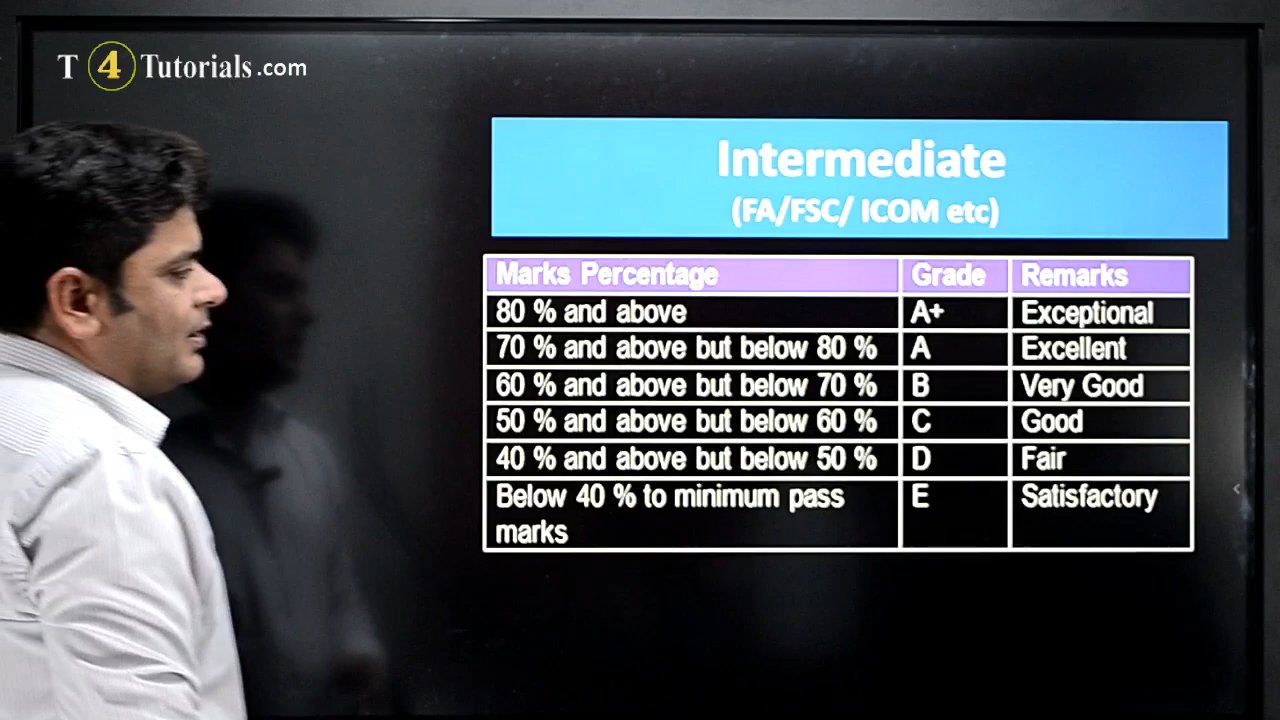 T 4 Tutorials .com
Intermediate
(FA/FSC/ ICOM etc)
Marks Percentage Grade Remarks
80 % and above A+ Exceptional
70 % and above but below 80 % A Excellent
60 % and above but below 70 % B Very Good
50 % and above but below 60 % C Good
40 % and above but below 50 % D Fair
Below 40 % to minimum pass E Satisfactory
marks